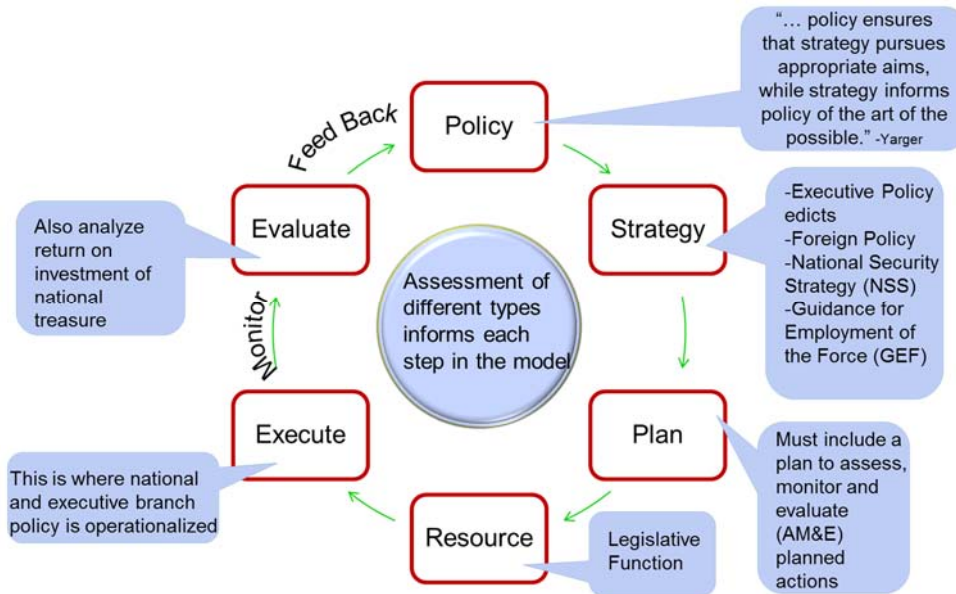 “… policy ensures
that strategy pursues
appropriate aims,
while strategy informs
policy of the art of the
possible.” -Yarger
Feed Back
Policy
Evaluate
Strategy
-Executive Policy
edicts
-Foreign Policy
-National Security
Strategy (NSS)
-Guidance for
Employment of
the Force (GEF)
Also analyze
return on
investment of
national
treasure
Assessment of
different types
informs each
step in the model
Monitor
Execute
Plan
This is where national
and executive branch
policy is operationalized
Must include a
plan to assess,
monitor and
evaluate
(AM&E)
planned
actions
Resource
Legislative
Function